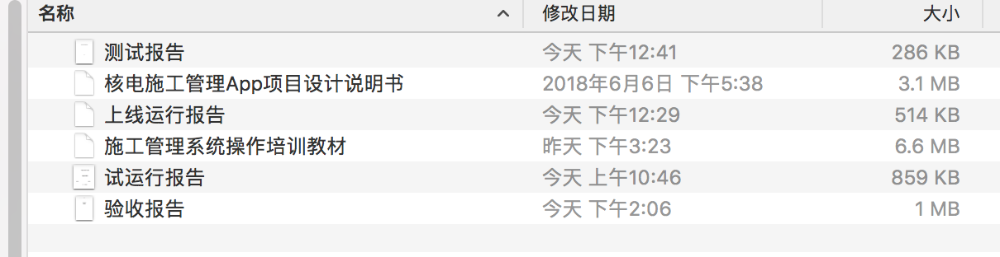 名称 修改日期 大小
测试报告 今天 下午12:41 286 KB
核电施工管理App项目设计说明书 2018年6月6日 下午5:38 3.1 MB
上线运行报告 今天 下午12:29 514 KB
施工管理系统操作培训教材 昨天 下午3:23 6.6 MB
试运行报告 今天 上午10:46 859 KB
验收报告 今天 下午2:06 1 MB